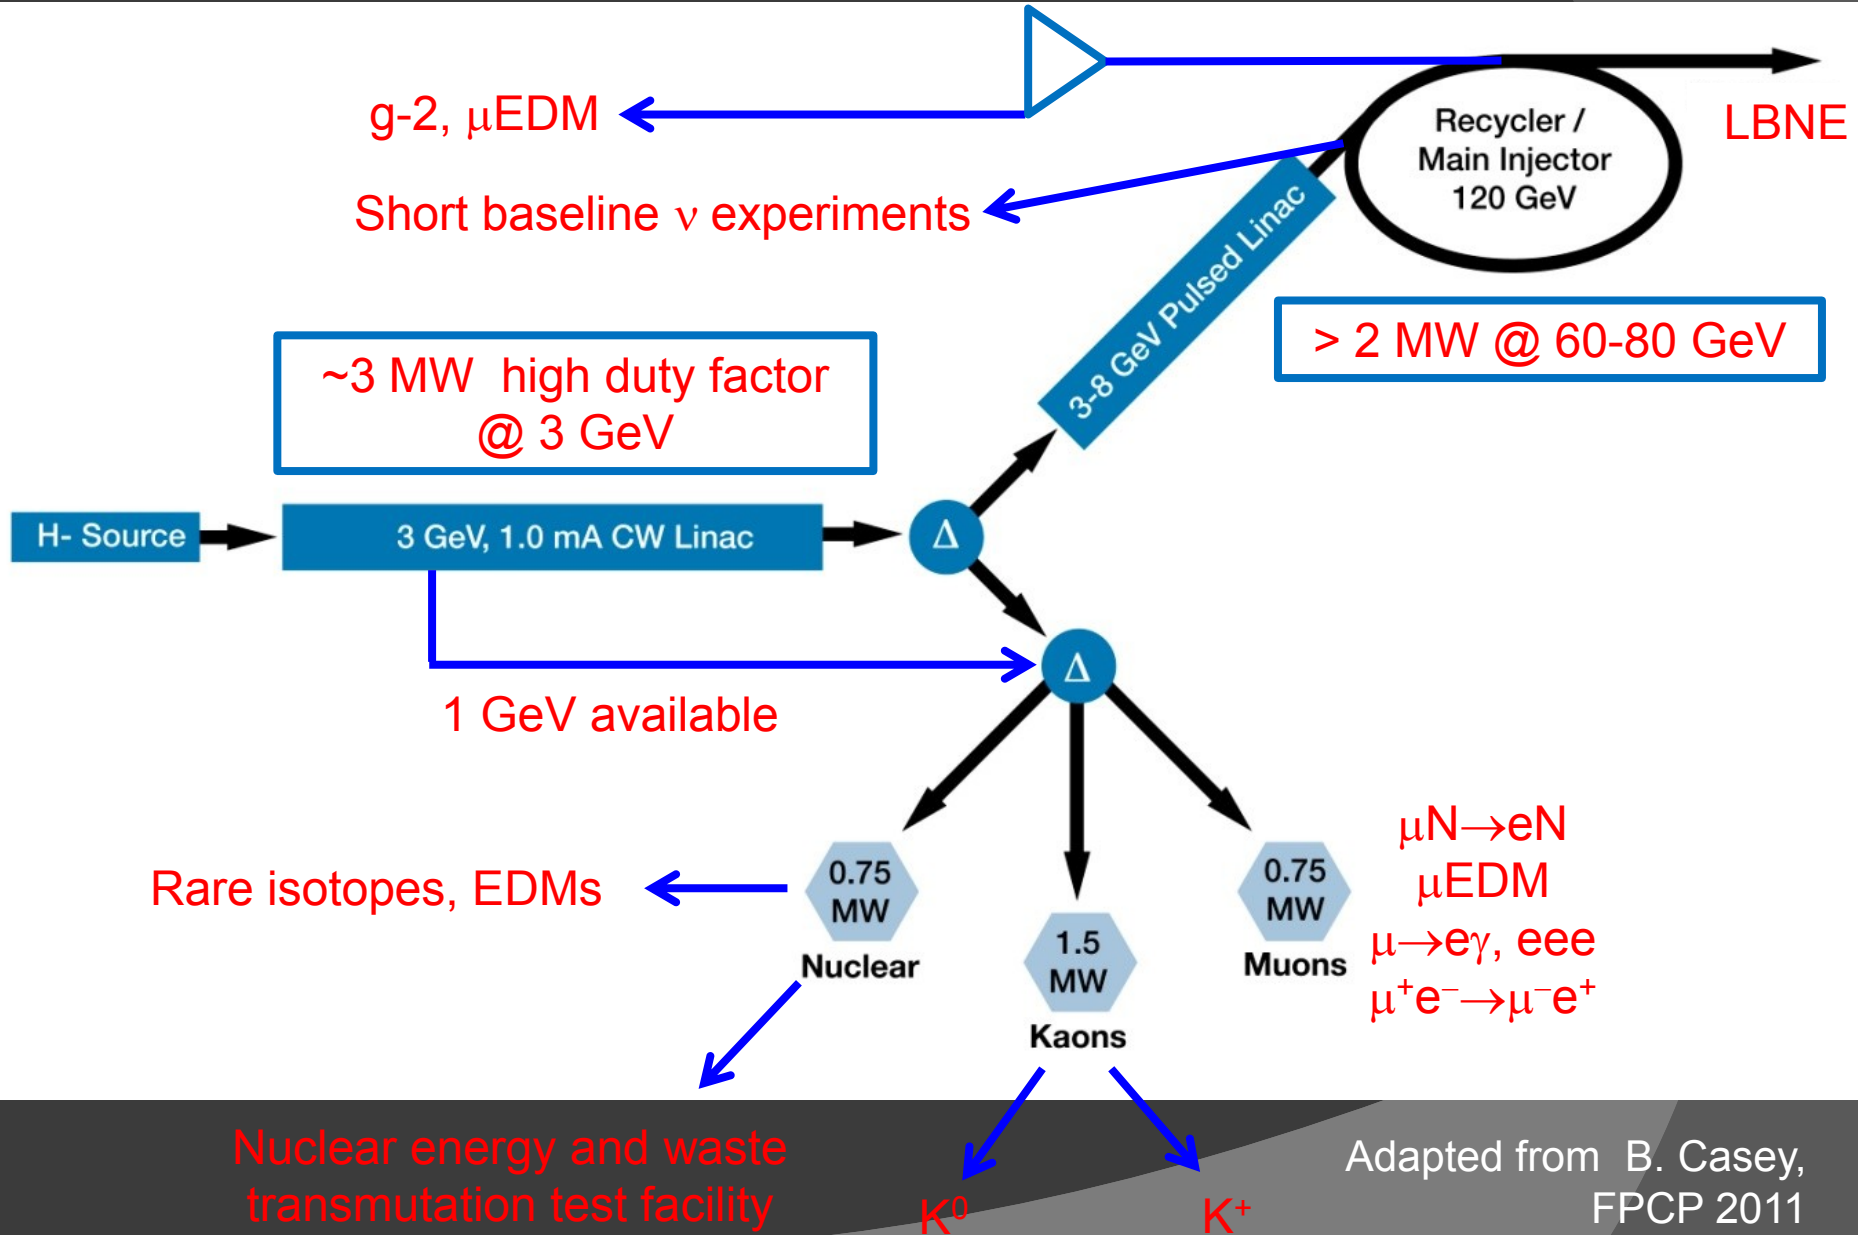 g-2, μEDM
LBNE
Recycler /
Main Injector
120 GeV
Short baseline ν experiments
3-8 GeV Pulsed Linac
> 2 MW @ 60-80 GeV
~3 MW high duty factor
@ 3 GeV
H- Source
3 GeV, 1.0 mA CW Linac
Δ
Δ
1 GeV available
Rare isotopes, EDMs
0.75
MW
Nuclear
1.5
MW
Kaons
0.75
MW
Muons
μN→eN
μEDM
μ→eγ, eee
μ⁺e⁻→μ⁻e⁺
Nuclear energy and waste
transmutation test facility
K⁰
K⁺
Adapted from B. Casey,
FPCP 2011